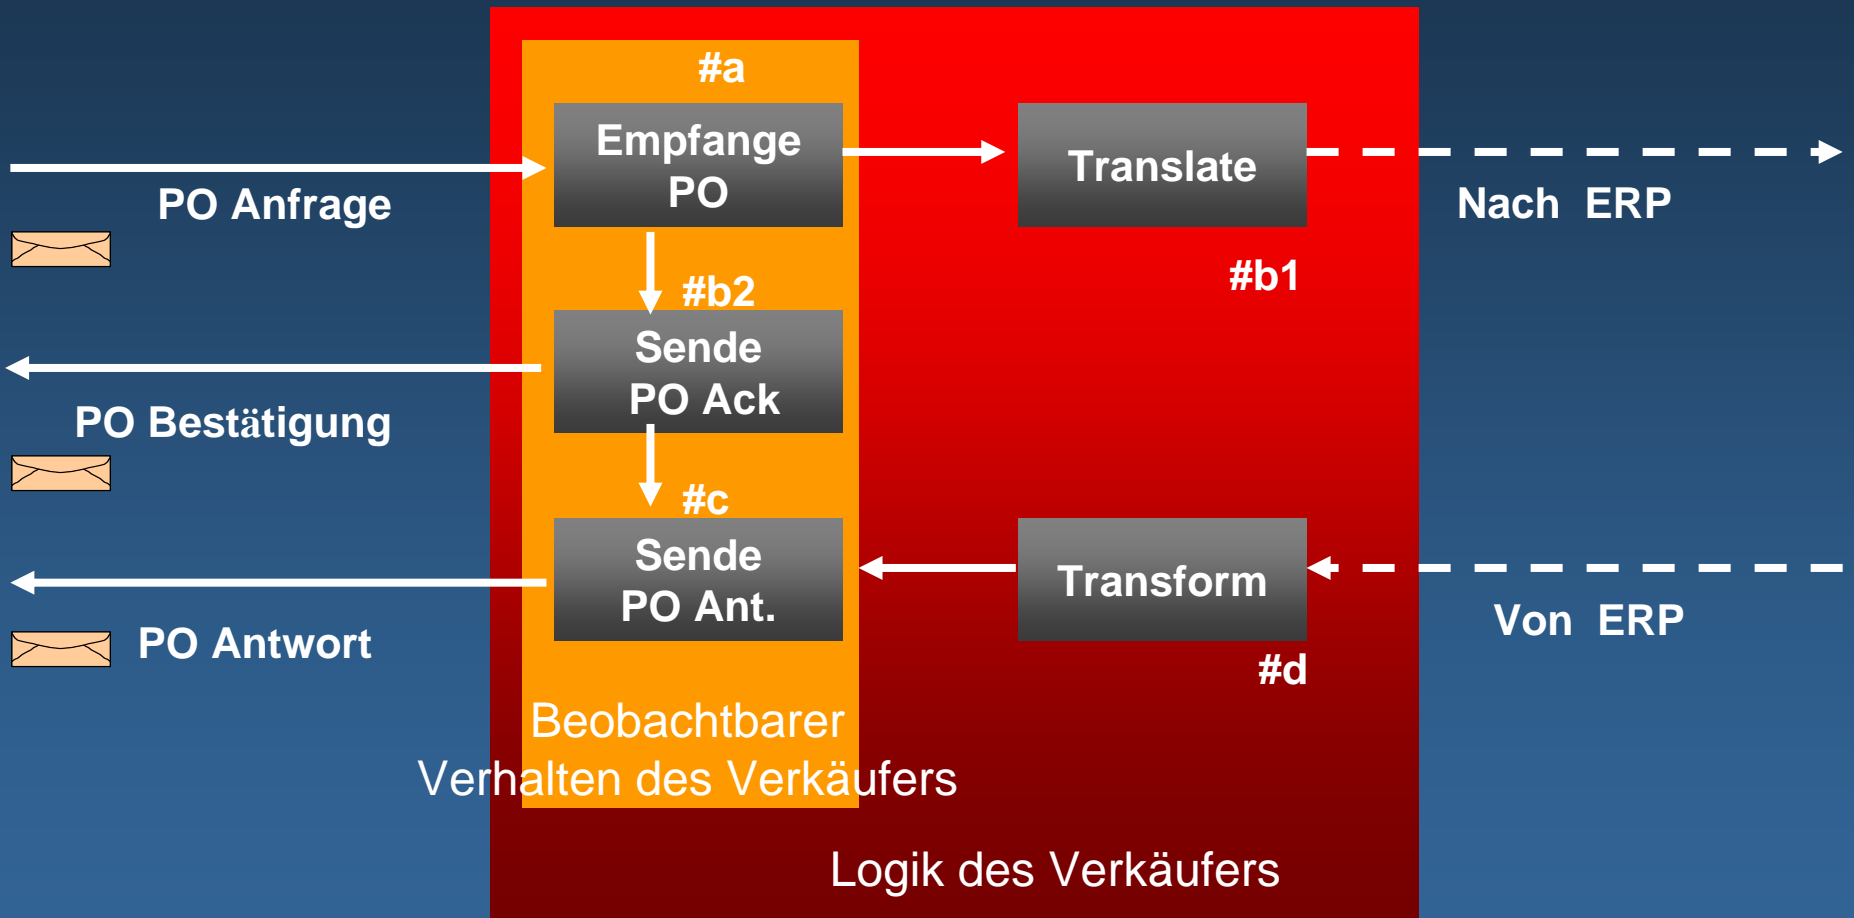 #a
Empfange
PO
Translate
PO Anfrage
Nach ERP
#b1
#b2
Sende
PO Ack
PO Bestätigung
#c
Sende
PO Ant.
Transform
Von ERP
PO Antwort
#d
Beobachtbarer
Verhalten des Verkäufers
Logik des Verkäufers